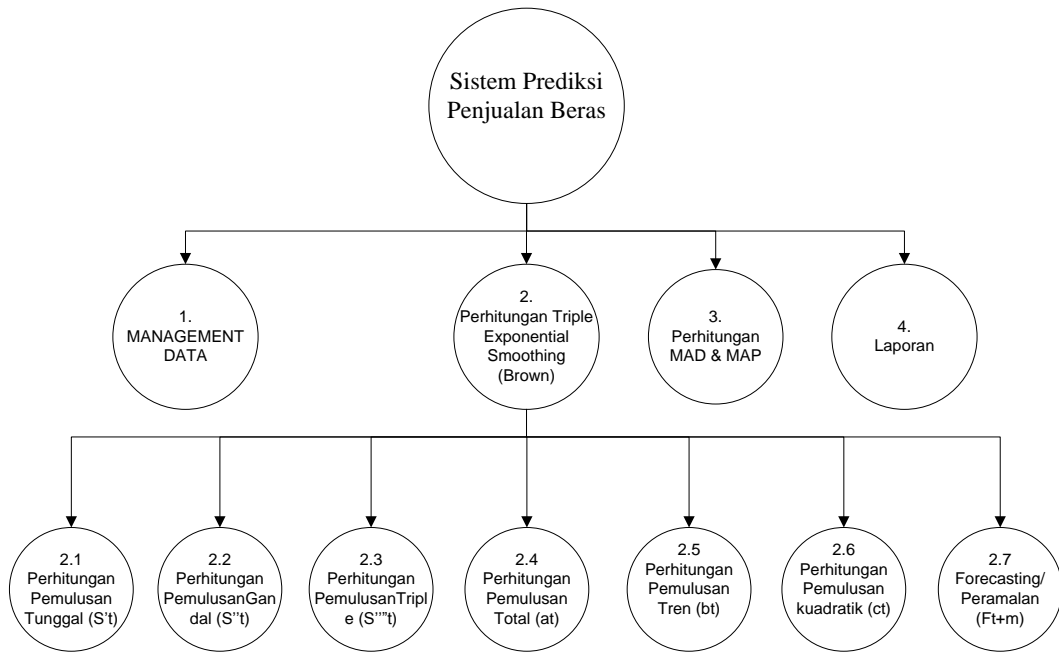 Sistem Prediksi
Penjualan Beras
1.
MANAGEMENT
DATA
2.
Perhitungan Triple
Exponential
Smoothing
(Brown)
3.
Perhitungan
MAD & MAP
4.
Laporan
2.1
Perhitungan
Pemulusan
Tunggal (S't)
2.2
Perhitungan
PemulusanGan
dal (S''t)
2.3
Perhitungan
PemulusanTripl
e (S'''''t)
2.4
Perhitungan
Pemulusan
Total (at)
2.5
Perhitungan
Pemulusan
Tren (bt)
2.6
Perhitungan
Pemulusan
kuadratik (ct)
2.7
Forecasting/
Peramalan
(Ft+m)